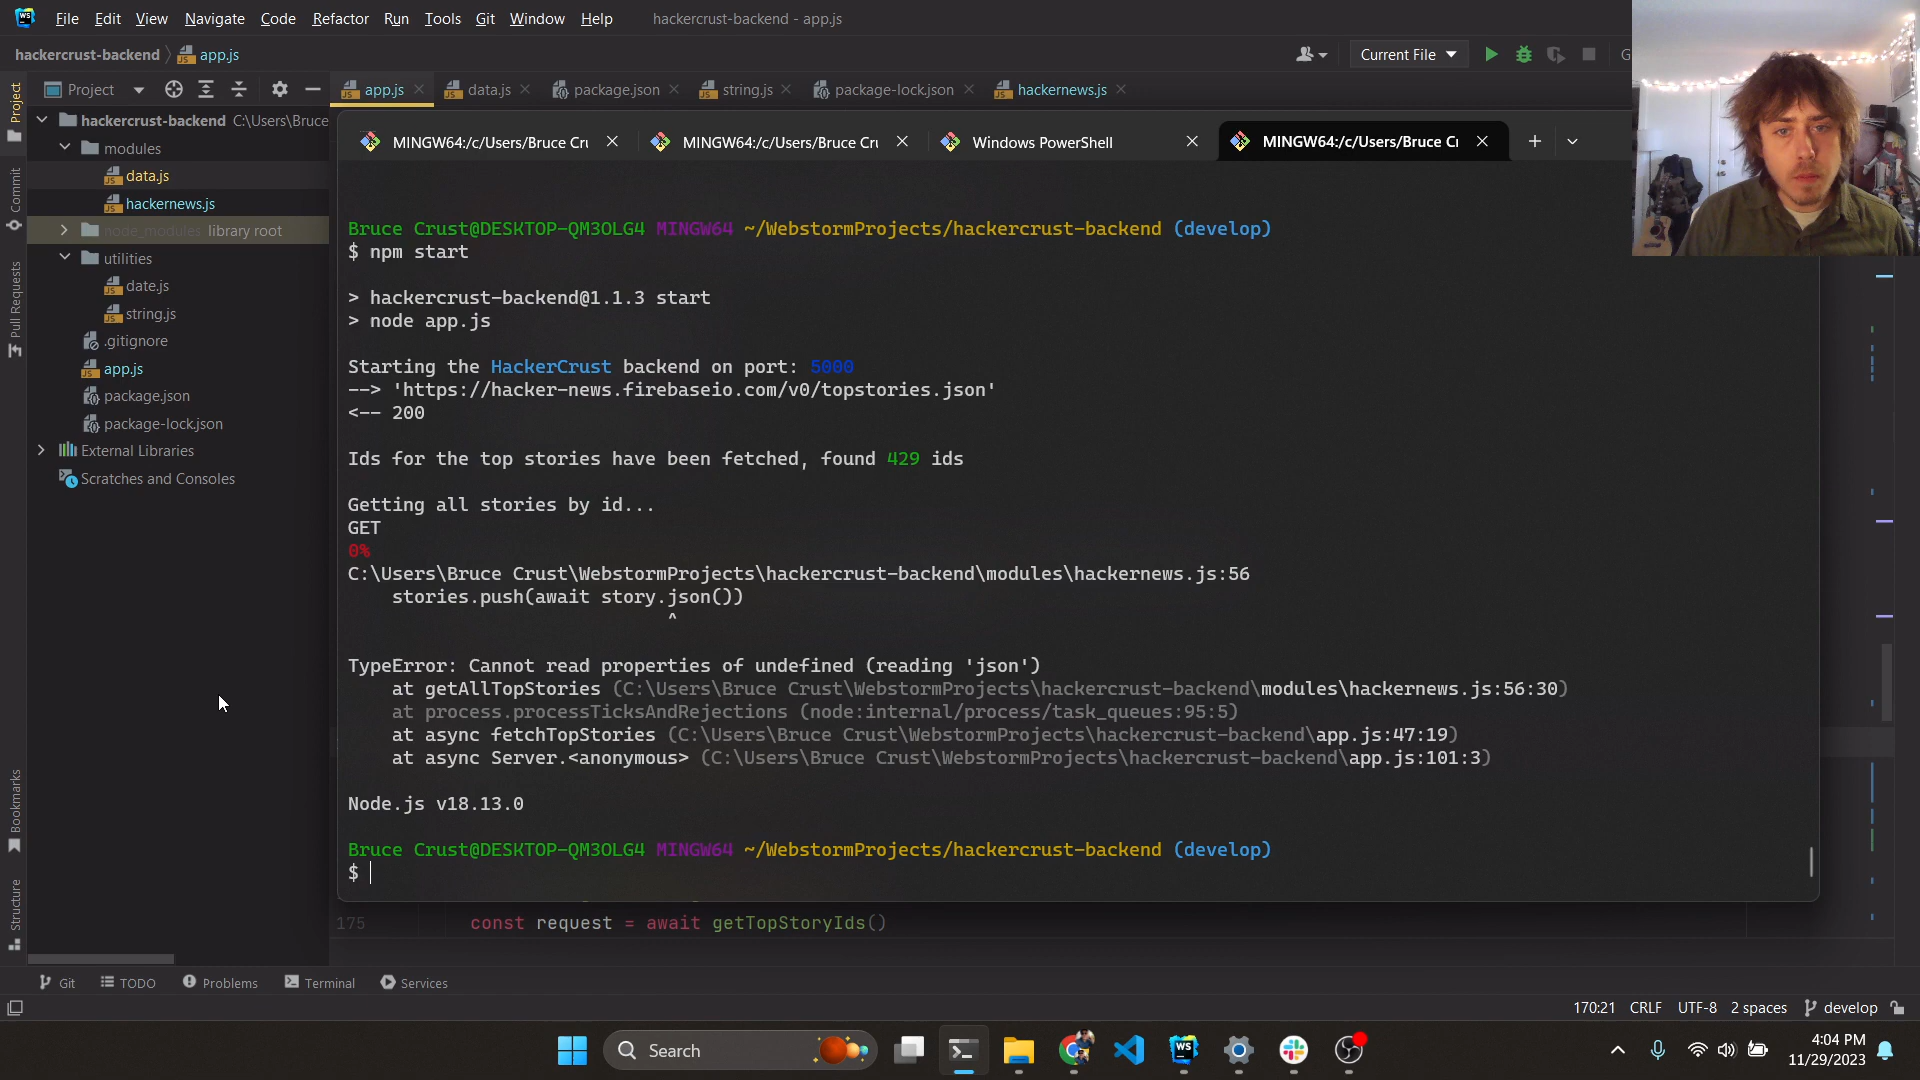 File Edit View Navigate Code Refactor Run Tools Git Window Help hackercrust-backend - app.js
hackercrust-backend app.js
Current File
G
Project
app.js data.js package.json string.js package-lock.json hackernews.js
hackercrust-backend C:\Users\Bruce
modules
data.js
hackernews.js
node_modules library root
utilities
date.js
string.js
.gitignore
app.js
package.json
package-lock.json
External Libraries
Scratches and Consoles
Project
Commit
Pull Requests
Bookmarks
Structure
MINGW64:/c/Users/Bruce Cru MINGW64:/c/Users/Bruce Cru Windows PowerShell MINGW64:/c/Users/Bruce C
Bruce Crust@DESKTOP-QM3OLG4 MINGW64 ~/WebstormProjects/hackercrust-backend (develop)
$ npm start
> hackercrust-backend@1.1.3 start
> node app.js
Starting the HackerCrust backend on port: 5000
--> 'https://hacker-news.firebaseio.com/v0/topstories.json'
<-- 200
Ids for the top stories have been fetched, found 429 ids
Getting all stories by id...
GET
0%
C:\Users\Bruce Crust\WebstormProjects\hackercrust-backend\modules\hackernews.js:56
stories.push(await story.json())
^
TypeError: Cannot read properties of undefined (reading 'json')
at getAllTopStories (C:\Users\Bruce Crust\WebstormProjects\hackercrust-backend\modules\hackernews.js:56:30)
at process.processTicksAndRejections (node:internal/process/task_queues:95:5)
at async fetchTopStories (C:\Users\Bruce Crust\WebstormProjects\hackercrust-backend\app.js:47:19)
at async Server.<anonymous> (C:\Users\Bruce Crust\WebstormProjects\hackercrust-backend\app.js:101:3)
Node.js v18.13.0
Bruce Crust@DESKTOP-QM3OLG4 MINGW64 ~/WebstormProjects/hackercrust-backend (develop)
$
175 const request = await getTopStoryIds()
Git TODO Problems Terminal Services
170:21 CRLF UTF-8 2 spaces develop
Search
4:04 PM
11/29/2023